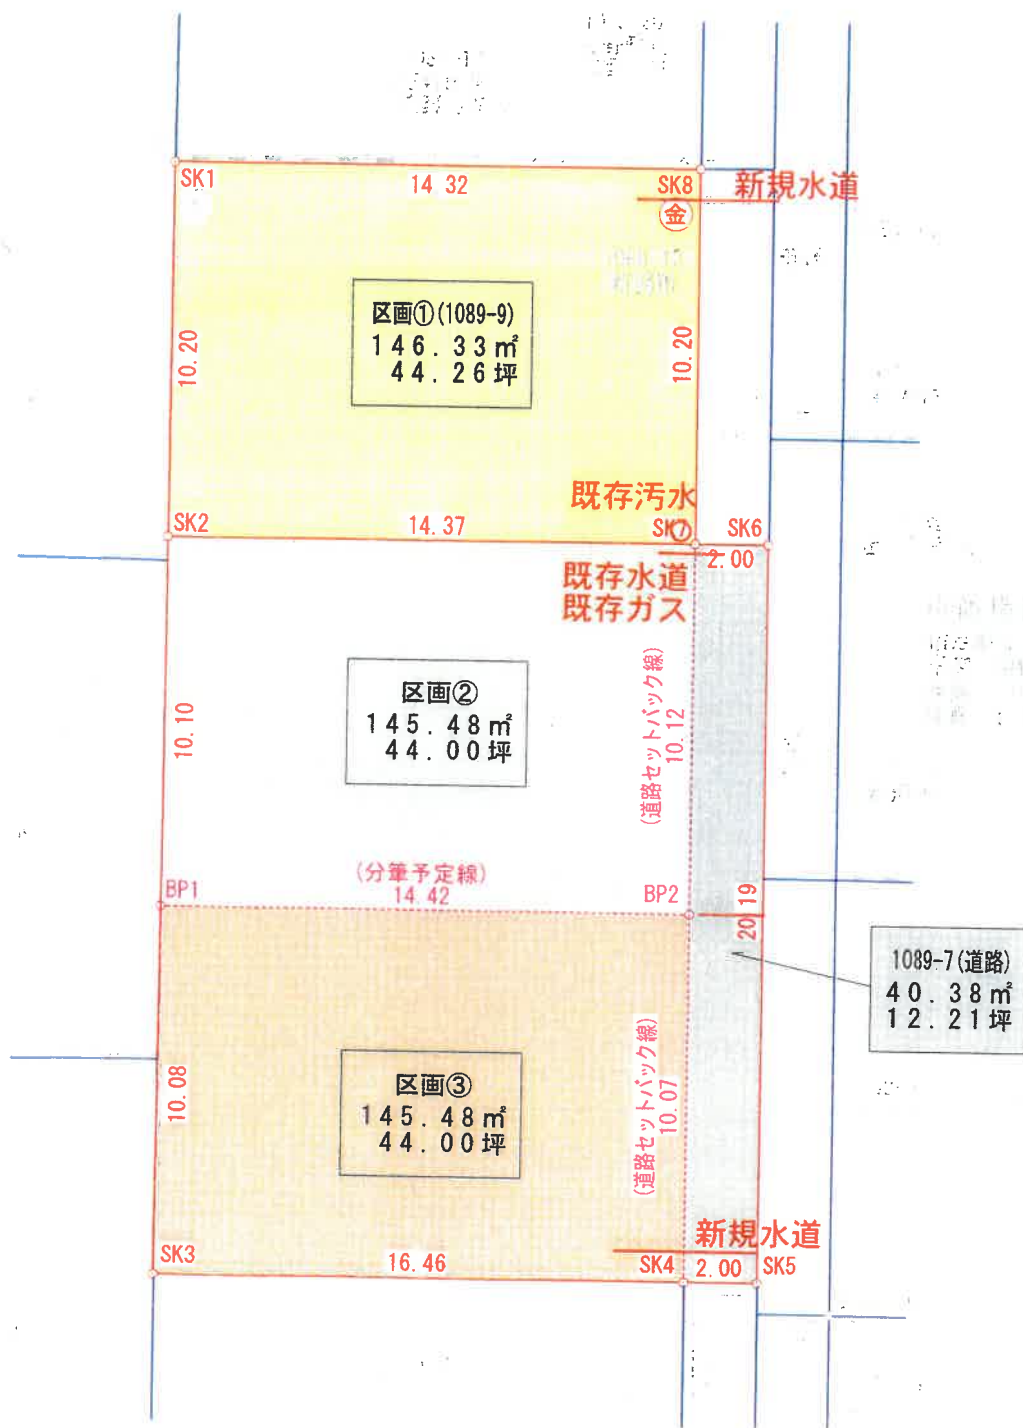 SK1
14.32
SK8
新規水道
金
区画①(1089-9)
146.33㎡
44.26坪
10.20
10.20
既存汚水
SK2
14.37
SK7
SK6
2.00
既存水道
既存ガス
(道路セットバック線)
10.12
区画②
145.48㎡
44.00坪
10.10
(分筆予定線)
14.42
BP1
BP2
20.19
1089-7(道路)
40.38㎡
12.21坪
区画③
145.48㎡
44.00坪
10.08
(道路セットバック線)
10.07
新規水道
SK3
16.46
SK4
2.00
SK5